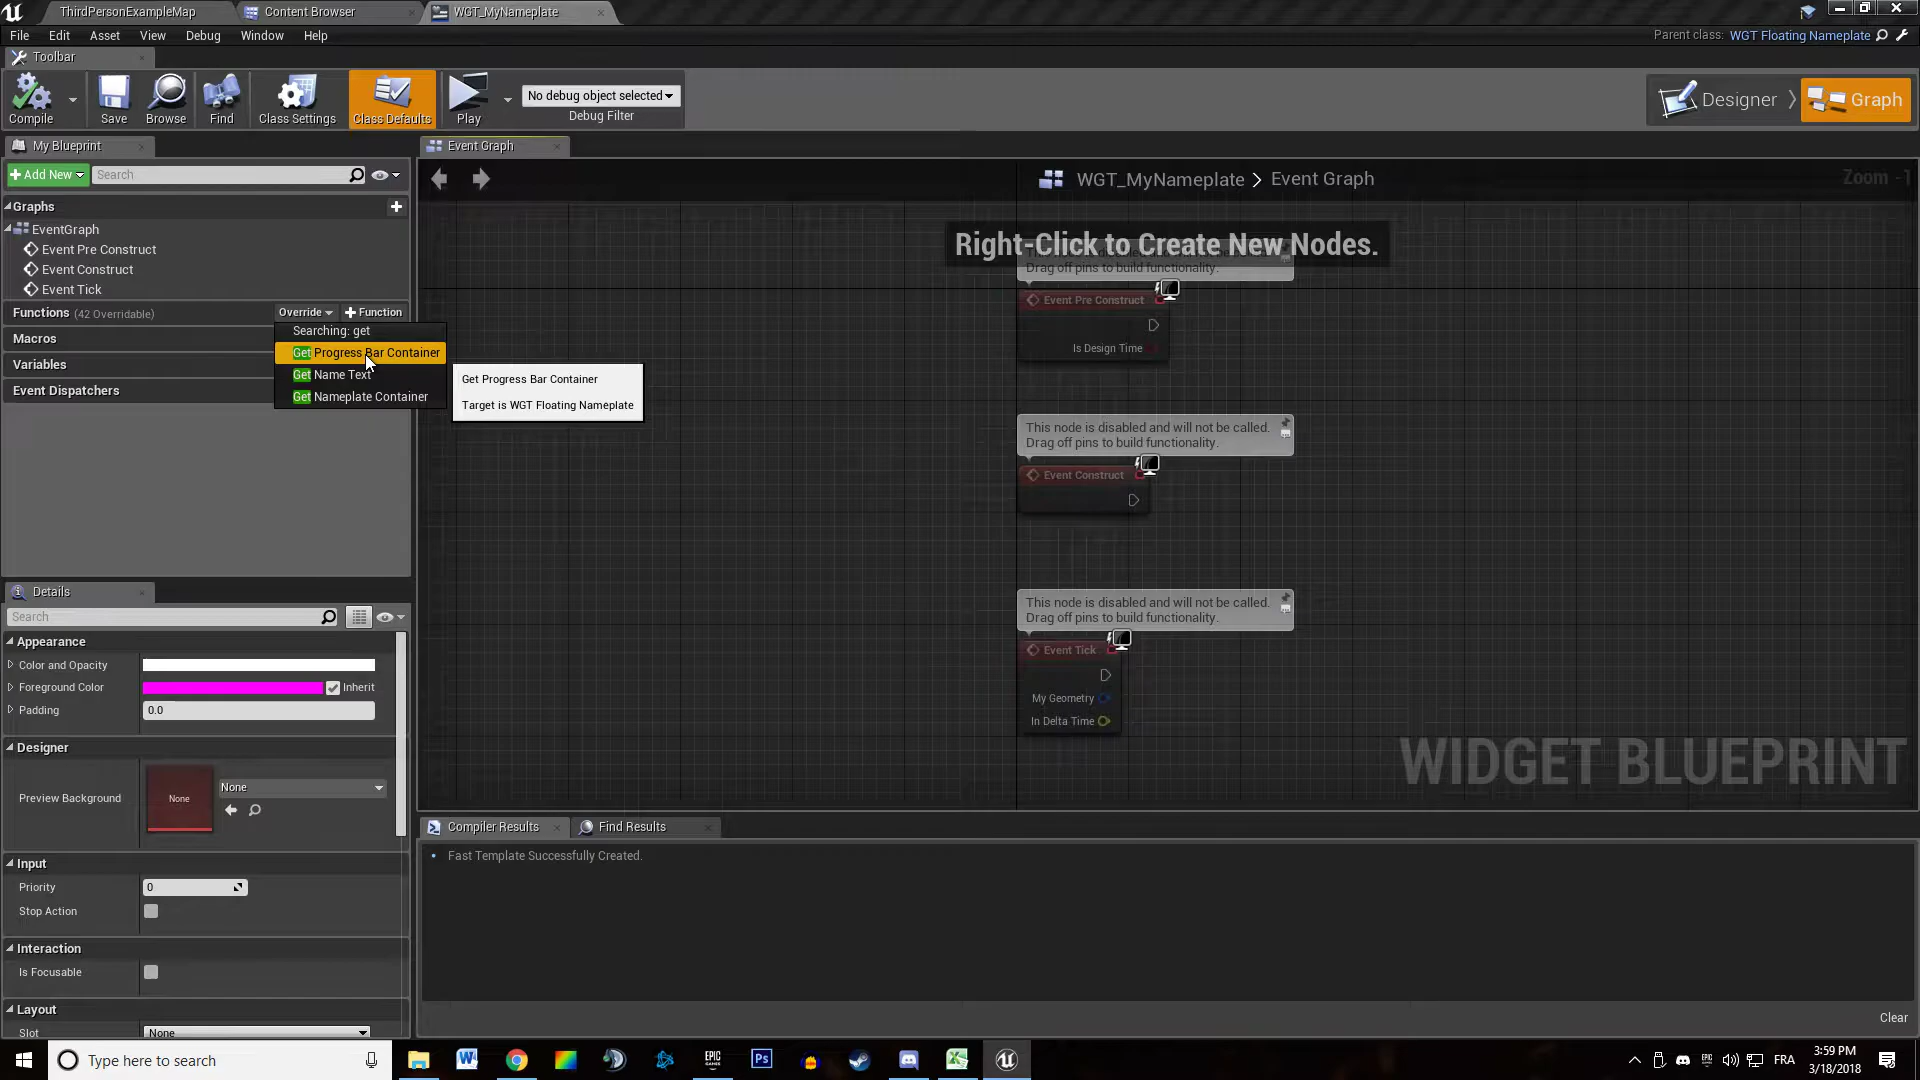 ThirdPersonExampleMap
Content Browser
WGT_MyNameplate
File Edit Asset View Debug Window Help
Parent class: WGT Floating Nameplate
Toolbar
Compile
Save
Browse
Find
Class Settings
Class Defaults
Play
No debug object selected
Debug Filter
Designer
Graph
My Blueprint
Add New
Search
Graphs
EventGraph
Event Pre Construct
Event Construct
Event Tick
Functions (42 Overridable)
Override
Function
Macros
Variables
Event Dispatchers
Searching: get
Get Progress Bar Container
Get Name Text
Get Nameplate Container
Get Progress Bar Container
Target is WGT Floating Nameplate
Event Graph
WGT_MyNameplate > Event Graph
Zoom -1
Right-Click to Create New Nodes.
Drag off pins to build functionality.
Event Pre Construct
Is Design Time
This node is disabled and will not be called.
Drag off pins to build functionality.
Event Construct
This node is disabled and will not be called.
Drag off pins to build functionality.
Event Tick
My Geometry
In Delta Time
WIDGET BLUEPRINT
Details
Search
Appearance
Color and Opacity
Foreground Color
Inherit
Padding
0.0
Designer
Preview Background
None
None
Input
Priority
0
Stop Action
Interaction
Is Focusable
Layout
Slot
None
Compiler Results
Find Results
Fast Template Successfully Created.
Clear
Type here to search
EPIC GAMES
Ps
FRA
3:59 PM
3/18/2018